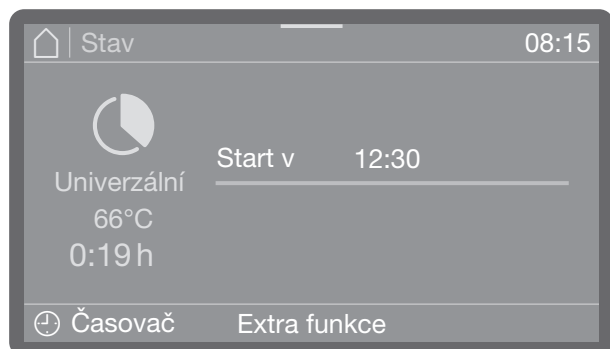 Stav 08:15
Start v 12:30
Univerzální
66°C
0:19 h
Časovač Extra funkce